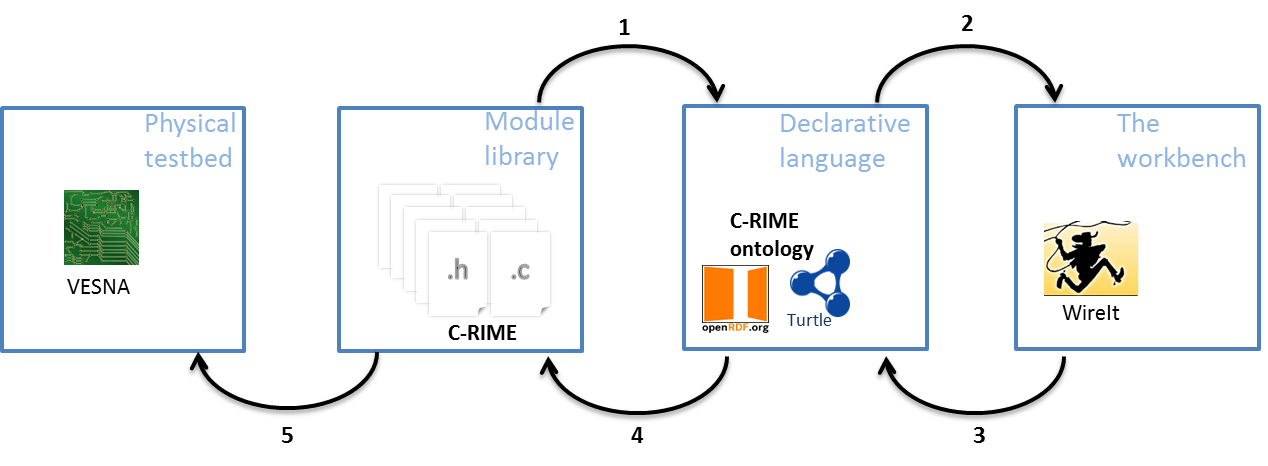 1
2
Physical
testbed
VESNA
Module
library
.h
.c
C-RIME
Declarative
language
C-RIME
ontology
openRDF.org
Turtle
The
workbench
WireIt
5
4
3